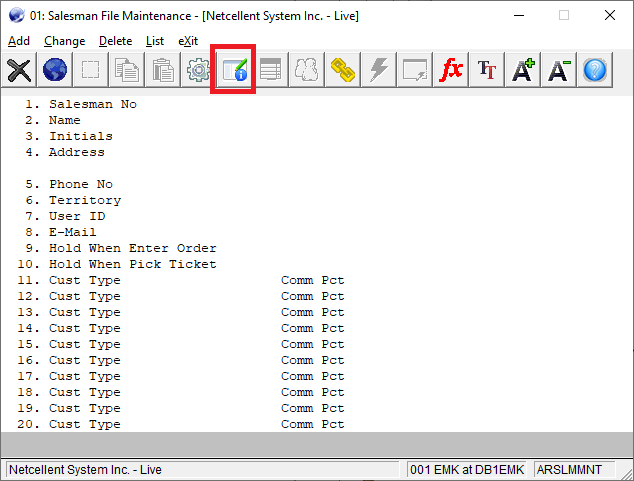 01: Salesman File Maintenance - [Netcellent System Inc. - Live]
Add Change Delete List eXit
fx TT A+ A- ?
1. Salesman No
2. Name
3. Initials
4. Address
5. Phone No
6. Territory
7. User ID
8. E-Mail
9. Hold When Enter Order
10. Hold When Pick Ticket
11. Cust Type Comm Pct
12. Cust Type Comm Pct
13. Cust Type Comm Pct
14. Cust Type Comm Pct
15. Cust Type Comm Pct
16. Cust Type Comm Pct
17. Cust Type Comm Pct
18. Cust Type Comm Pct
19. Cust Type Comm Pct
20. Cust Type Comm Pct
Netcellent System Inc. - Live 001 EMK at DB1EMK ARSLMMNT